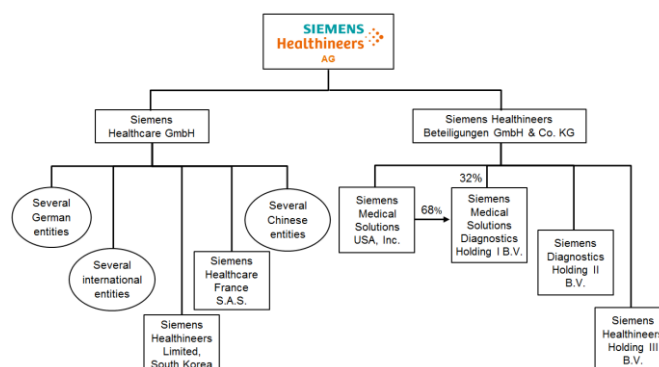 SIEMENS
Healthineers
AG
Siemens
Healthcare GmbH
Siemens Healthineers
Beteiligungen GmbH & Co. KG
Several
German
entities
Several
international
entities
Siemens
Healthineers
Limited,
South Korea
Siemens
Healthcare
France
S.A.S.
Several
Chinese
entities
Siemens
Medical
Solutions
USA, Inc.
68%
32%
Siemens
Medical
Solutions
Diagnostics
Holding I B.V.
Siemens
Diagnostics
Holding II
B.V.
Siemens
Healthineers
Holding III
B.V.